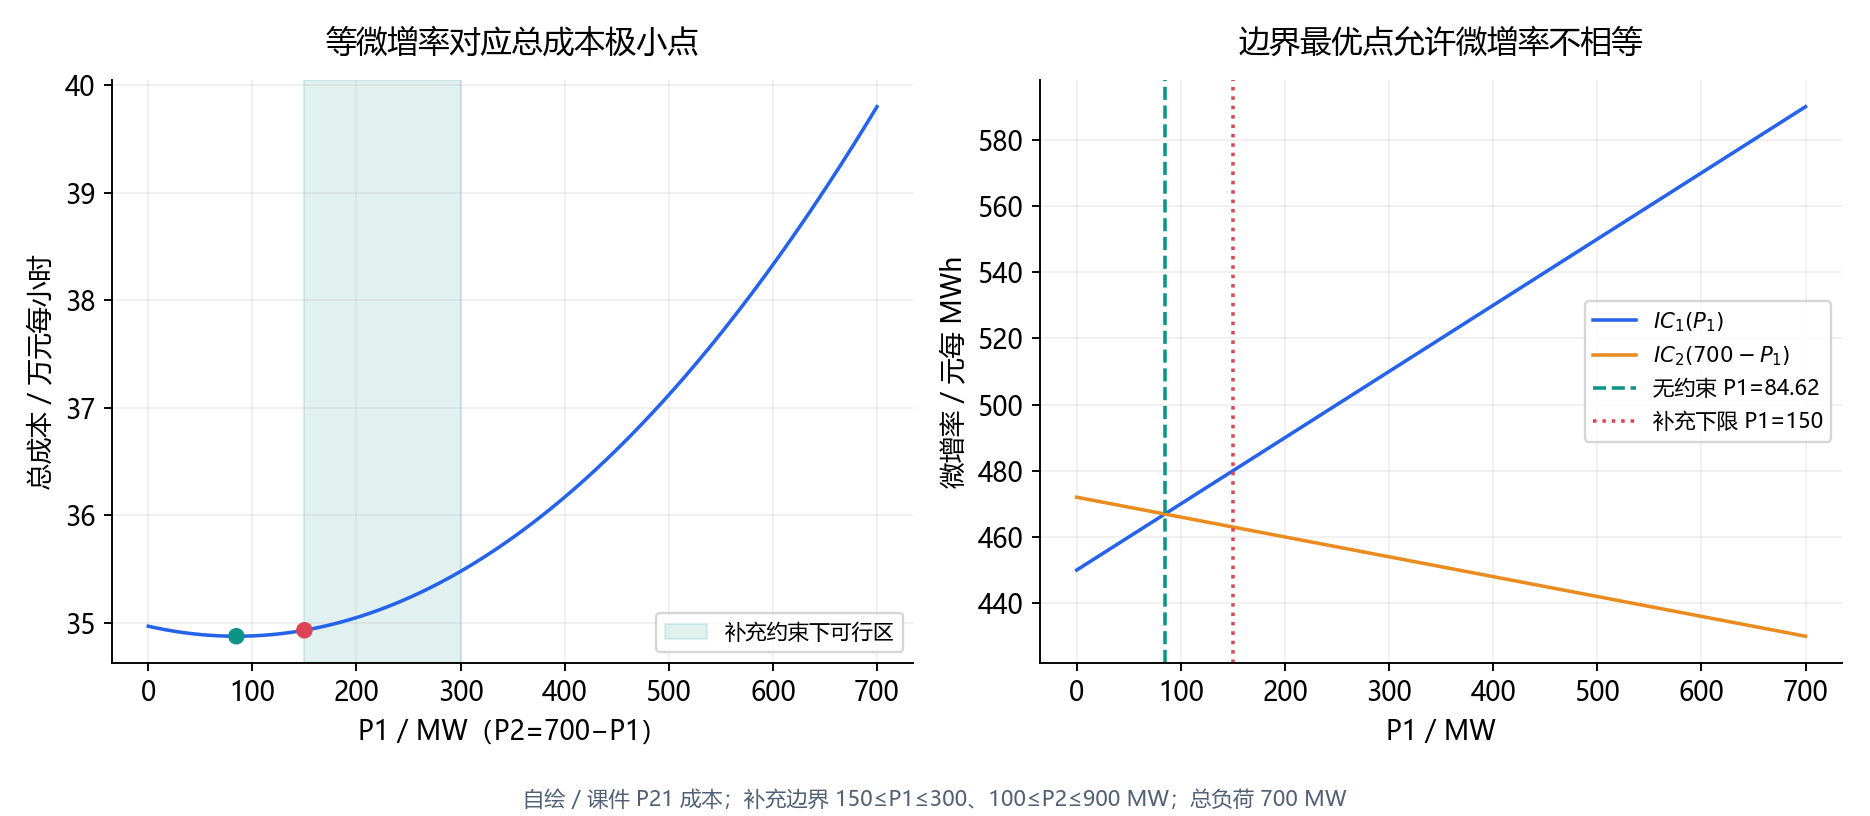 等微增率对应总成本极小点
40
39
38
37
36
35
总成本 / 万元每小时
0 100 200 300 400 500 600 700
P1 / MW（P2=700−P1）
补充约束下可行区
边界最优点允许微增率不相等
580
560
540
520
500
480
460
440
微增率 / 元每 MWh
0 100 200 300 400 500 600 700
P1 / MW
IC₁(P₁)
IC₂(700 − P₁)
无约束 P1=84.62
补充下限 P1=150
自绘 / 课件 P21 成本；补充边界 150≤P1≤300、100≤P2≤900 MW；总负荷 700 MW